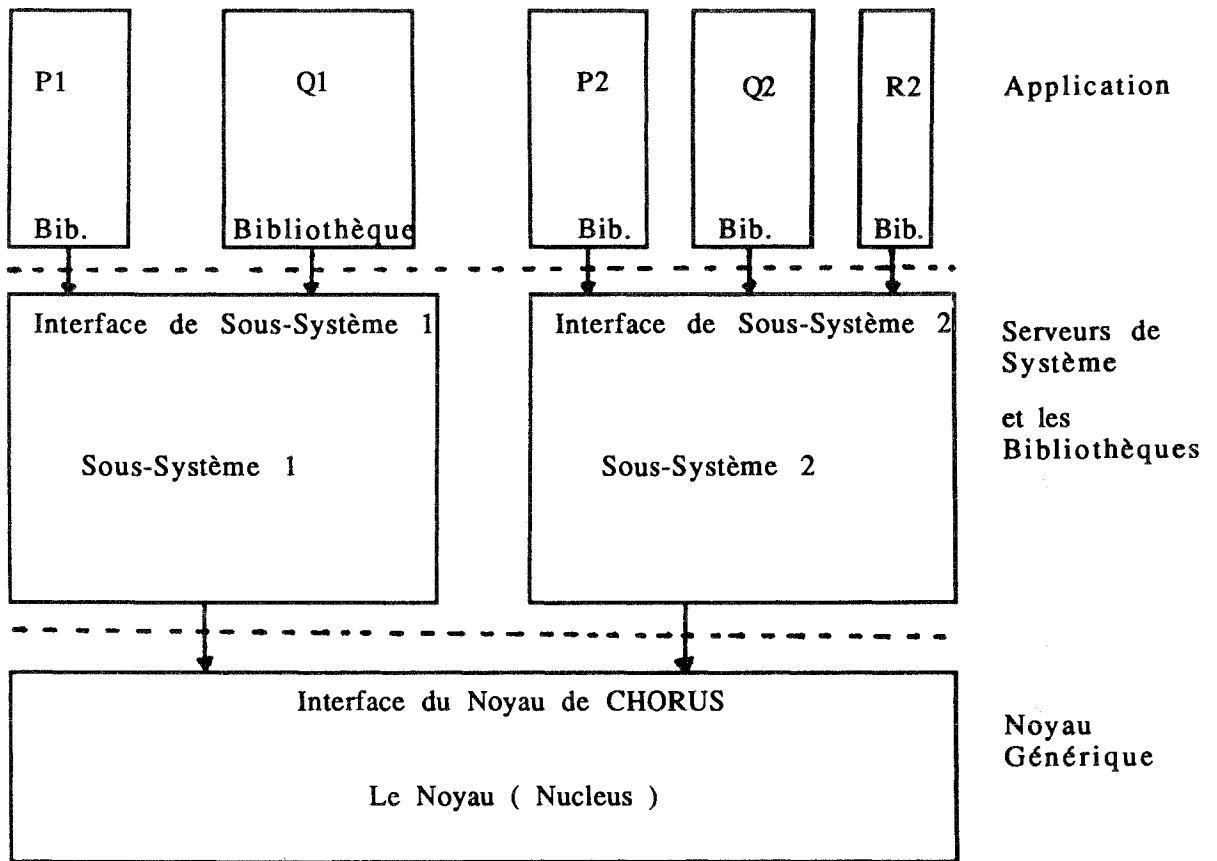 P1 Q1 P2 Q2 R2 Application
Bib. Bibliothèque Bib. Bib. Bib.
Interface de Sous-Système 1 Interface de Sous-Système 2
Serveurs de
Système
et les
Bibliothèques
Sous-Système 1 Sous-Système 2
Interface du Noyau de CHORUS
Noyau
Générique
Le Noyau ( Nucleus )